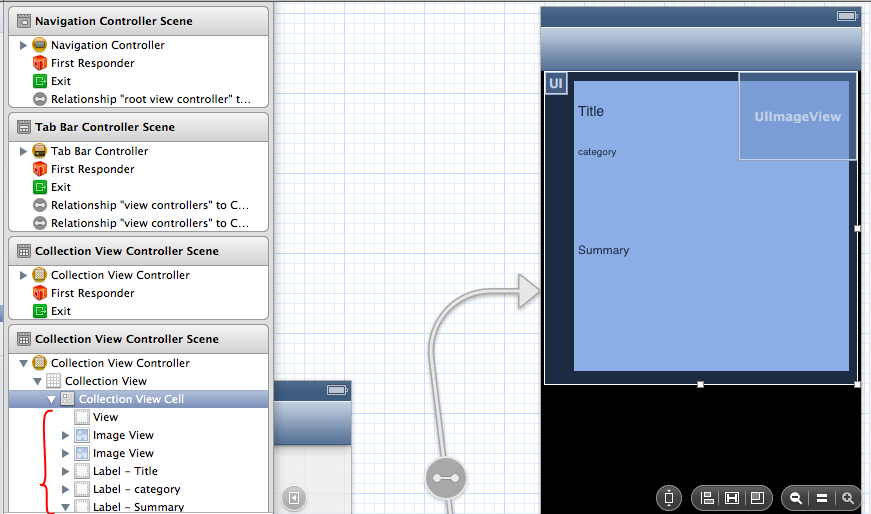 Navigation Controller Scene
Navigation Controller
First Responder
Exit
Relationship "root view controller" t...
Tab Bar Controller Scene
Tab Bar Controller
First Responder
Exit
Relationship "view controllers" to C...
Relationship "view controllers" to C...
Collection View Controller Scene
Collection View Controller
First Responder
Exit
Collection View Controller Scene
Collection View Controller
Collection View
Collection View Cell
View
Image View
Image View
Label – Title
Label – category
Label – Summary
UI
UIImageView
Title
category
Summary